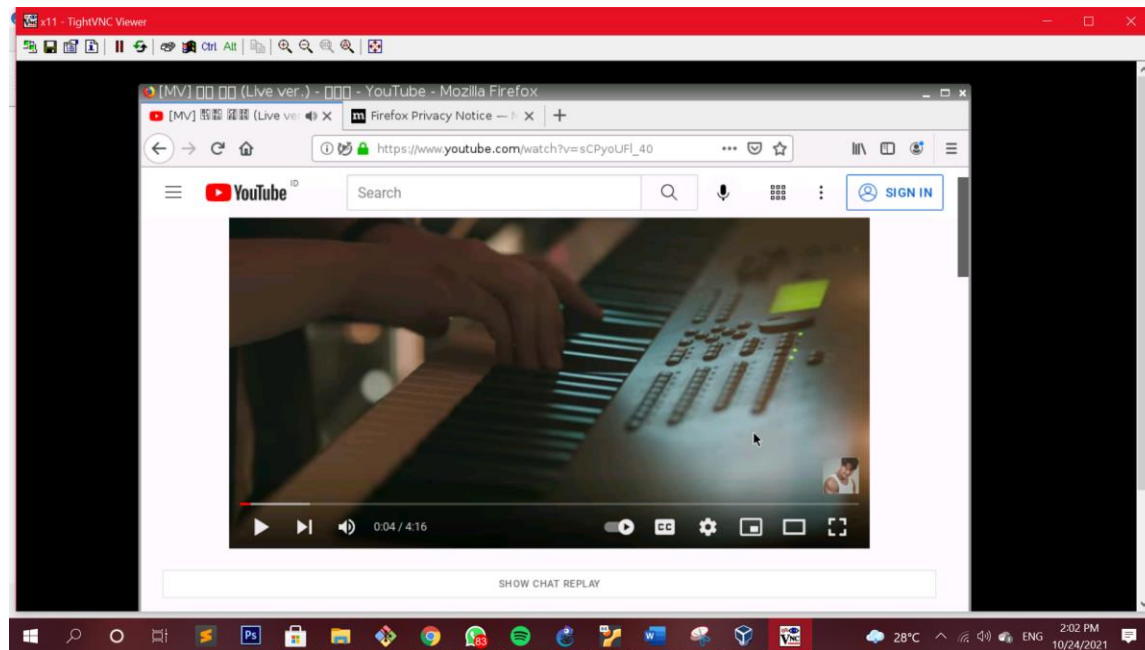 x11 - TightVNC Viewer
Ctrl Alt
[MV] □□ □□ (Live ver.) - □□□ - YouTube - Mozilla Firefox
[MV] (Live ve
Firefox Privacy Notice —
https://www.youtube.com/watch?v=sCPyoUFl_40
YouTube ID
Search
SIGN IN
0:04 / 4:16
CC
SHOW CHAT REPLAY
Ps
83
VNC
28°C
ENG
2:02 PM
10/24/2021